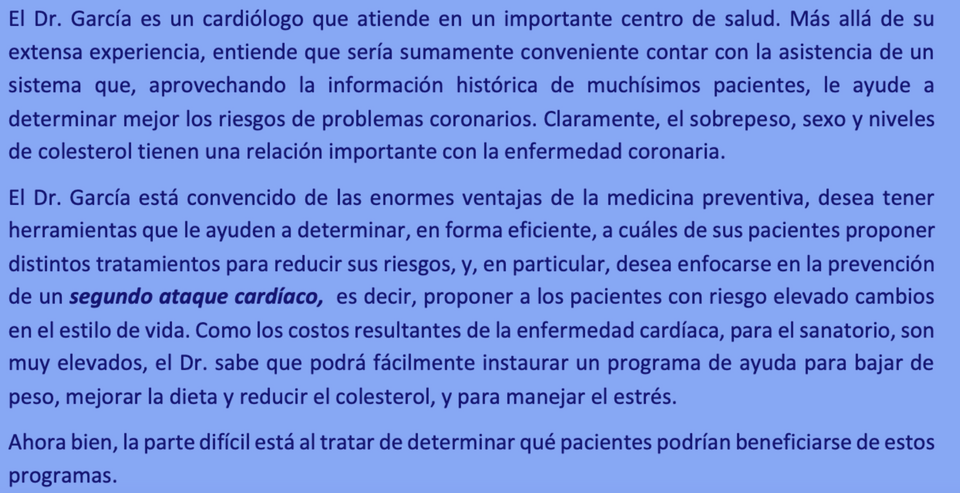 El Dr. García es un cardiólogo que atiende en un importante centro de salud. Más allá de su
extensa experiencia, entiende que sería sumamente conveniente contar con la asistencia de un
sistema que, aprovechando la información histórica de muchísimos pacientes, le ayude a
determinar mejor los riesgos de problemas coronarios. Claramente, el sobrepeso, sexo y niveles
de colesterol tienen una relación importante con la enfermedad coronaria.
El Dr. García está convencido de las enormes ventajas de la medicina preventiva, desea tener
herramientas que le ayuden a determinar, en forma eficiente, a cuáles de sus pacientes proponer
distintos tratamientos para reducir sus riesgos, y, en particular, desea enfocarse en la prevención
de un segundo ataque cardíaco, es decir, proponer a los pacientes con riesgo elevado cambios
en el estilo de vida. Como los costos resultantes de la enfermedad cardíaca, para el sanatorio, son
muy elevados, el Dr. sabe que podrá fácilmente instaurar un programa de ayuda para bajar de
peso, mejorar la dieta y reducir el colesterol, y para manejar el estrés.
Ahora bien, la parte difícil está al tratar de determinar qué pacientes podrían beneficiarse de estos
programas.